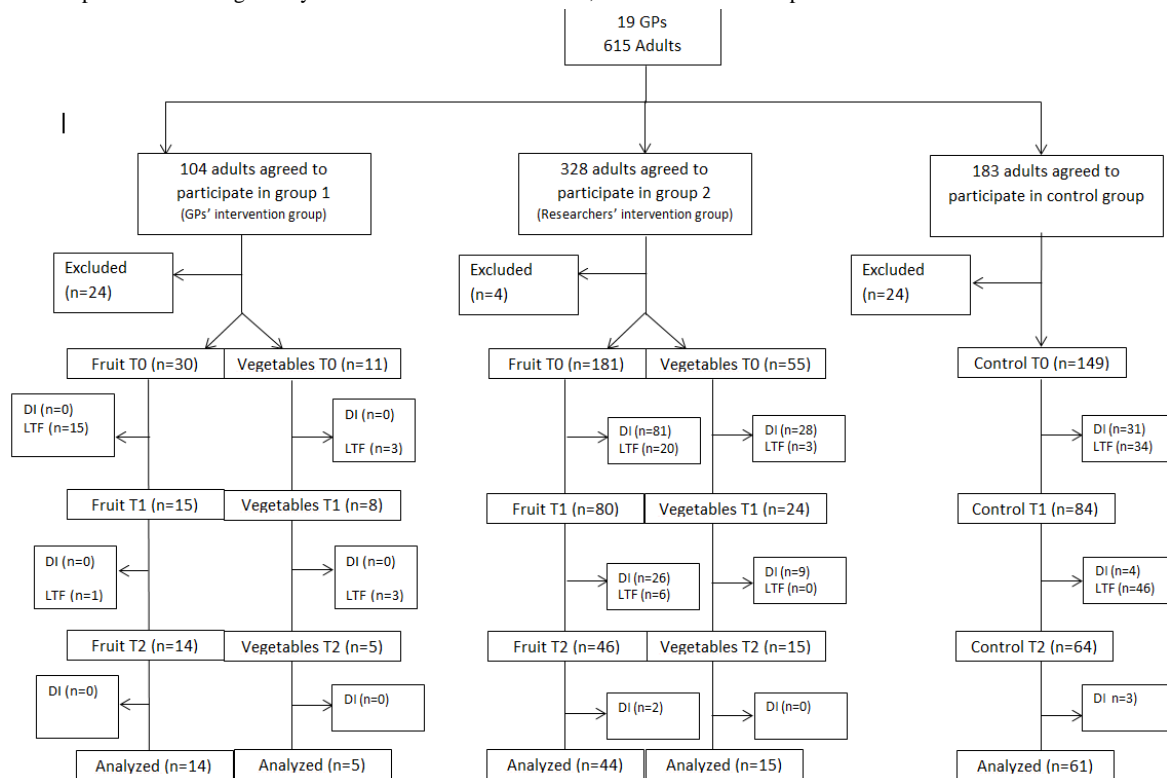 19 GPs
615 Adults
104 adults agreed to
participate in group 1
(GPs' intervention group)
328 adults agreed to
participate in group 2
(Researchers' intervention group)
183 adults agreed to
participate in control group
Excluded
(n=24)
Excluded
(n=4)
Excluded
(n=24)
Fruit T0 (n=30)
Vegetables T0 (n=11)
Fruit T0 (n=181)
Vegetables T0 (n=55)
Control T0 (n=149)
DI (n=0)
LTF (n=15)
DI (n=0)
LTF (n=3)
DI (n=81)
LTF (n=20)
DI (n=28)
LTF (n=3)
DI (n=31)
LTF (n=34)
Fruit T1 (n=15)
Vegetables T1 (n=8)
Fruit T1 (n=80)
Vegetables T1 (n=24)
Control T1 (n=84)
DI (n=0)
LTF (n=1)
DI (n=0)
LTF (n=3)
DI (n=26)
LTF (n=6)
DI (n=9)
LTF (n=0)
DI (n=4)
LTF (n=46)
Fruit T2 (n=14)
Vegetables T2 (n=5)
Fruit T2 (n=46)
Vegetables T2 (n=15)
Control T2 (n=64)
DI (n=0)
DI (n=0)
DI (n=2)
DI (n=0)
DI n=3)
Analyzed (n=14)
Analyzed (n=5)
Analyzed (n=44)
Analyzed (n=15)
Analyzed (n=61)